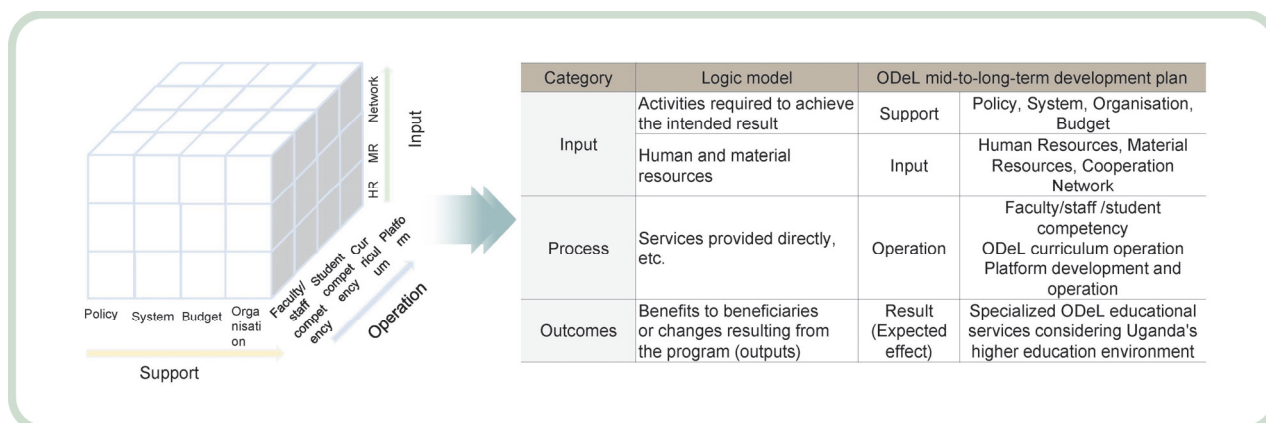 Network
MR
HR
Input
Policy
System
Budget
Orga
nisati
on
Faculty/
staff
compet
ency
Student
compet
ency
Cur
ricul
um
Platfo
rm
Operation
Support
Category Logic model ODeL mid-to-long-term development plan
Input
Activities required to achieve
the intended result
Support
Policy, System, Organisation,
Budget
Human and material
resources
Input
Human Resources, Material
Resources, Cooperation
Network
Process
Services provided directly,
etc.
Operation
Faculty/staff /student
competency
ODeL curriculum operation
Platform development and
operation
Outcomes
Benefits to beneficiaries
or changes resulting from
the program (outputs)
Result
(Expected
effect)
Specialized ODeL educational
services considering Uganda's
higher education environment